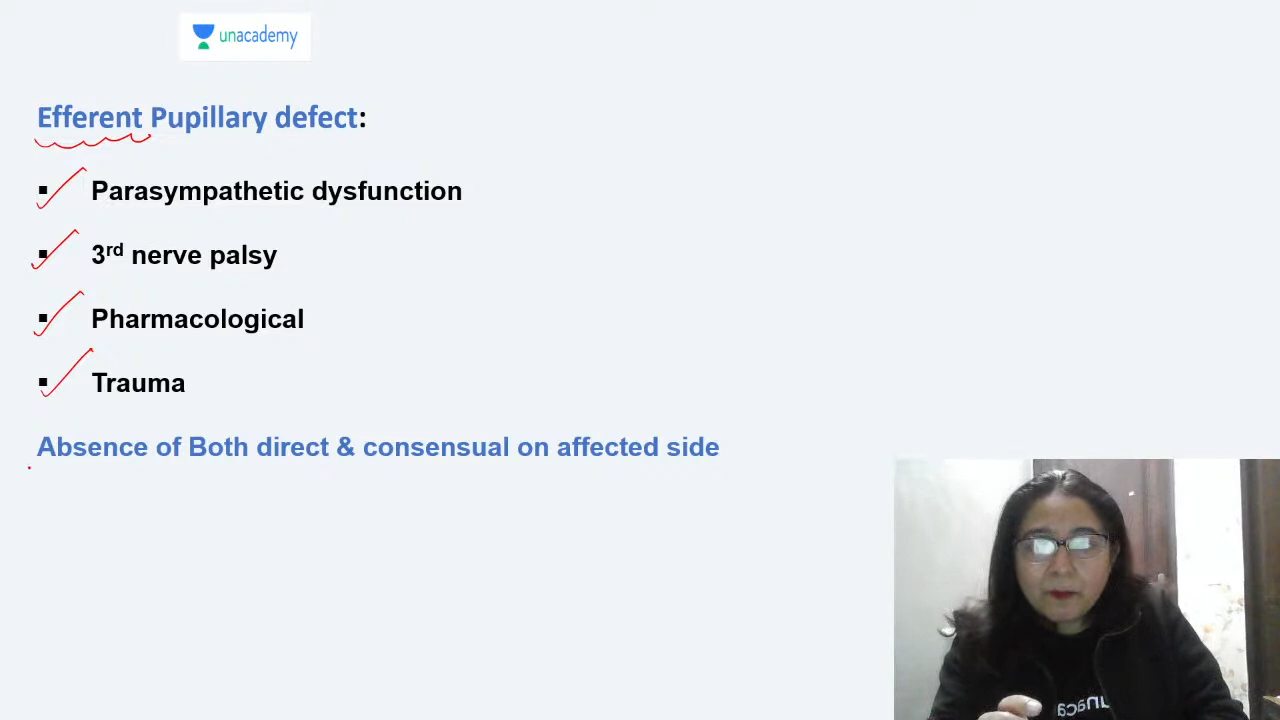 unacademy
Efferent Pupillary defect:
▪ Parasympathetic dysfunction
▪ 3rd nerve palsy
▪ Pharmacological
▪ Trauma
Absence of Both direct & consensual on affected side
unaca